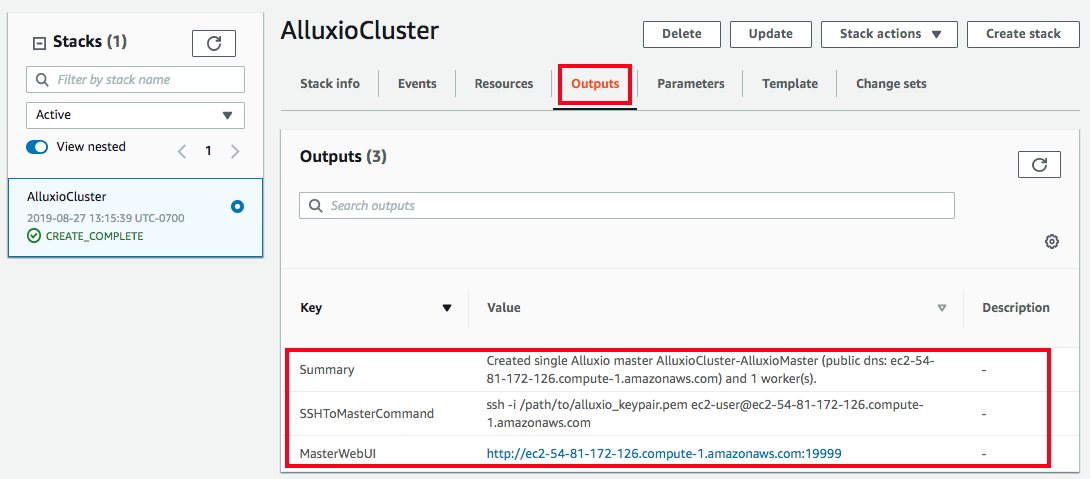 Stacks (1)
Filter by stack name
Active
View nested
1
AlluxioCluster
2019-08-27 13:15:39 UTC-0700
CREATE_COMPLETE
AlluxioCluster
Delete
Update
Stack actions
Create stack
Stack info
Events
Resources
Outputs
Parameters
Template
Change sets
Outputs (3)
Search outputs
Key
Value
Description
Summary
Created single Alluxio master AlluxioCluster-AlluxioMaster (public dns: ec2-54-
81-172-126.compute-1.amazonaws.com) and 1 worker(s).
-
SSHToMasterCommand
ssh -i /path/to/alluxio_keypair.pem ec2-user@ec2-54-81-172-126.compute-
1.amazonaws.com
-
MasterWebUI
http://ec2-54-81-172-126.compute-1.amazonaws.com:19999
-